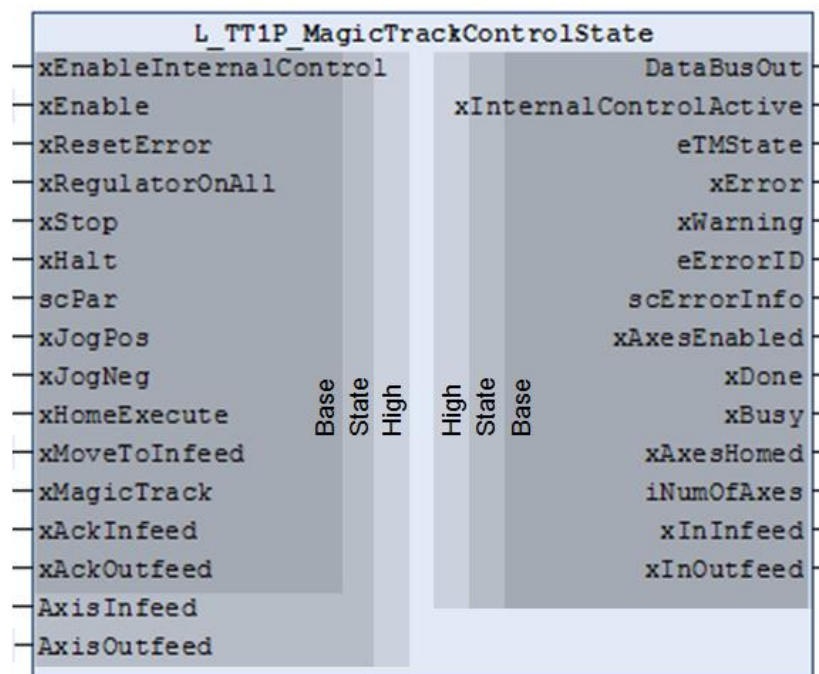 L_TT1P_MagicTrackControlState
xEnableInternalControl DataBusOut
xEnable xInternalControlActive
xResetError eTMState
xRegulatorOnAll xError
xStop xWarning
xHalt eErrorID
scPar scErrorInfo
xJogPos xAxesEnabled
xJogNeg xDone
xHomeExecute Base State High High State Base xBusy
xMoveToInfeed xAxesHomed
xMagicTrack iNumOfAxes
xAckInfeed xInInfeed
xAckOutfeed xInOutfeed
AxisInfeed
AxisOutfeed